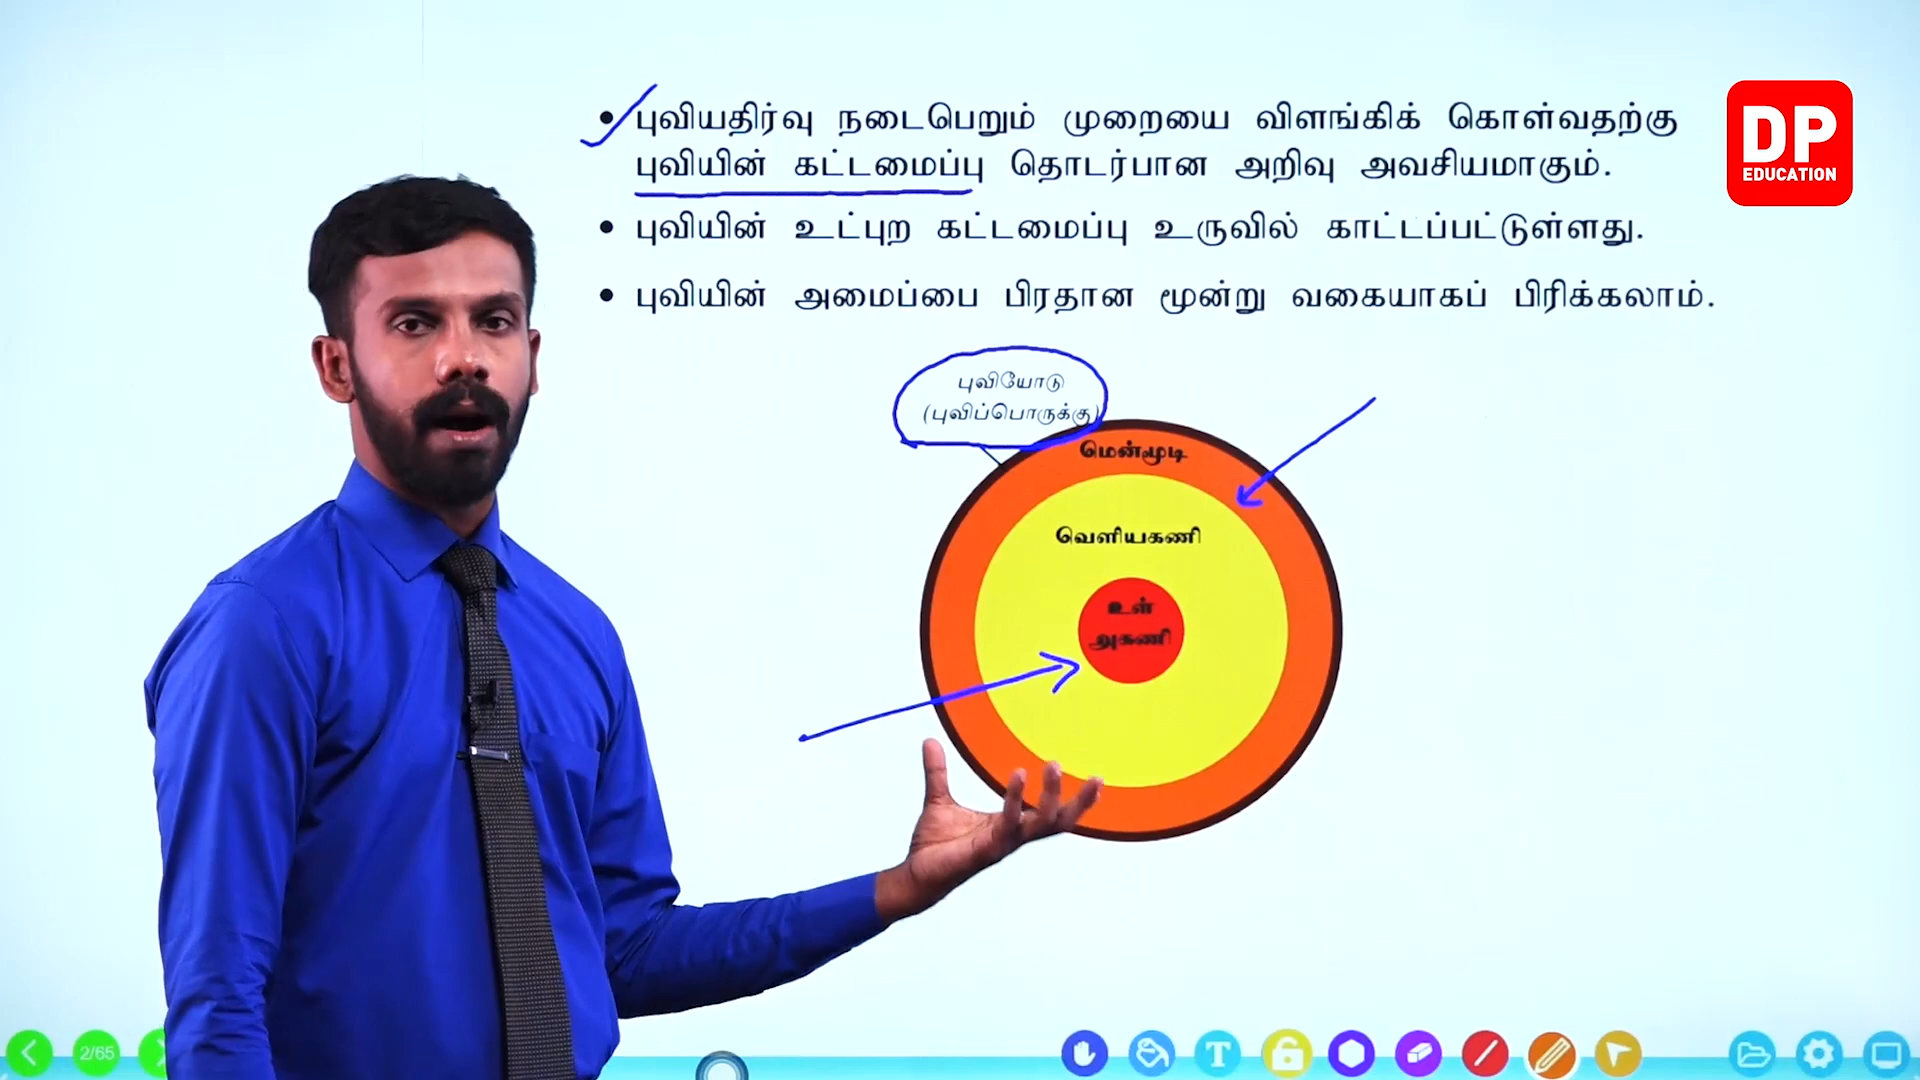 புவியதிர்வு நடைபெறும் முறையை விளங்கிக் கொள்வதற்கு
புவியின் கட்டமைப்பு தொடர்பான அறிவு அவசியமாகும்.
புவியின் உட்புற கட்டமைப்பு உருவில் காட்டப்பட்டுள்ளது.
புவியின் அமைப்பை பிரதான மூன்று வகையாகப் பிரிக்கலாம்.
DP
EDUCATION
புவியோடு
(புவிப்பொருக்கு)
மென்மூடி
வெளியகணி
உள்
அகணி
2/65